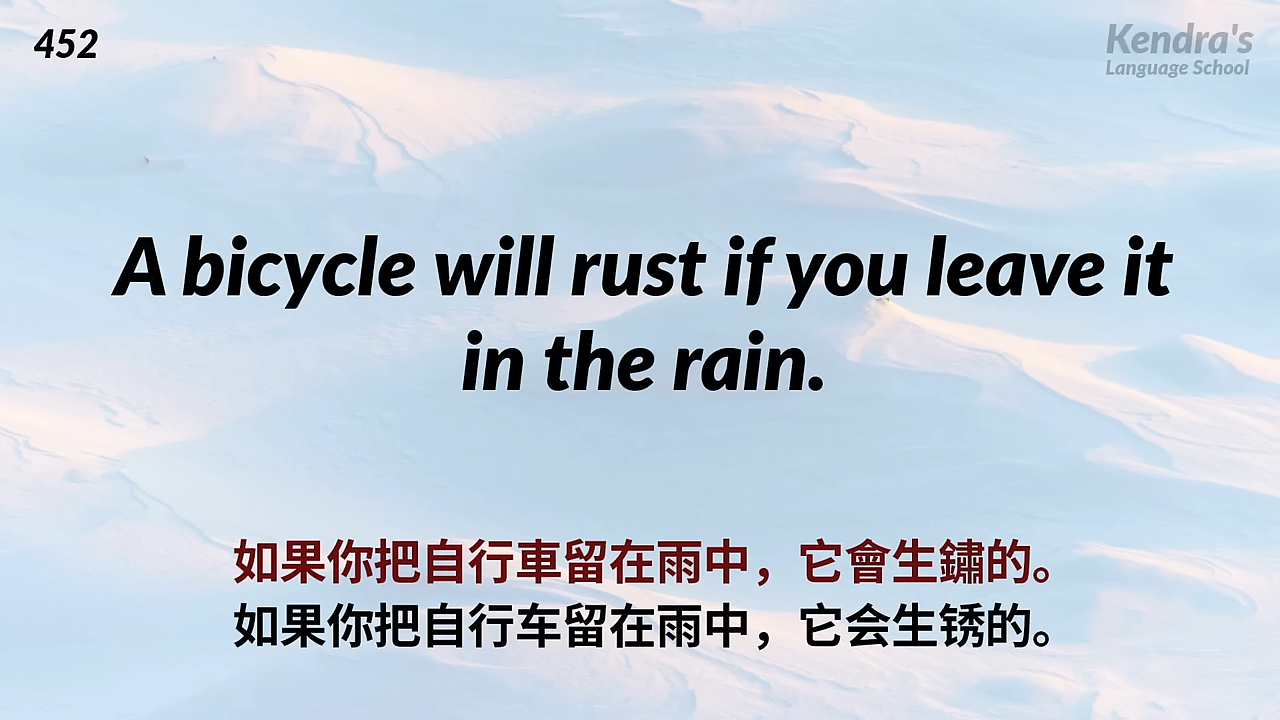 452
Kendra's
Language School
A bicycle will rust if you leave it
in the rain.
如果你把自行車留在雨中，它會生鏽的。
如果你把自行车留在雨中，它会生锈的。